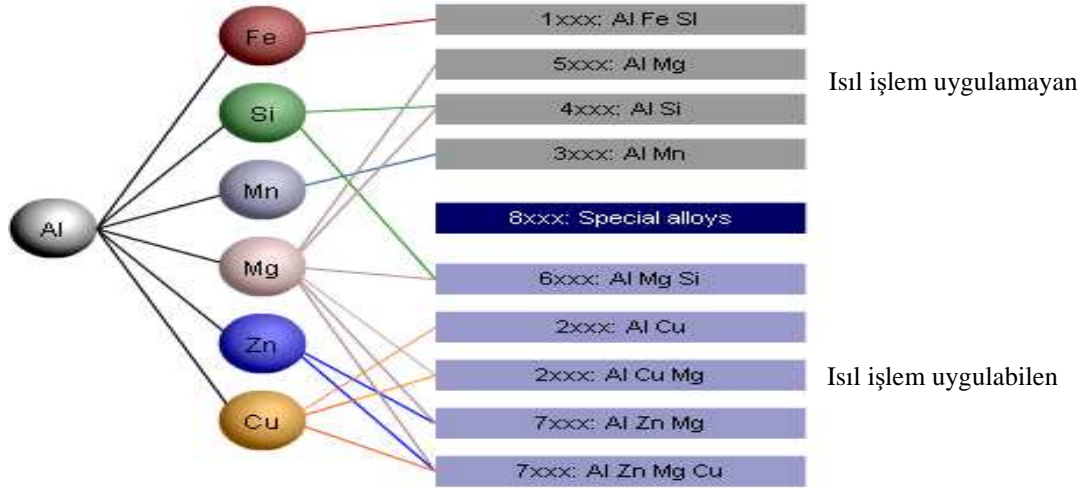 Al
Fe
Si
Mn
Mg
Zn
Cu
1xxx: Al Fe SI
5xxx: Al Mg
4xxx: Al Si
3xxx: Al Mn
8xxx: Special alloys
6xxx: Al Mg Si
2xxx: Al Cu
2xxx: Al Cu Mg
7xxx: Al Zn Mg
7xxx: Al Zn Mg Cu
Isıl işlem uygulamayan
Isıl işlem uygulabilen